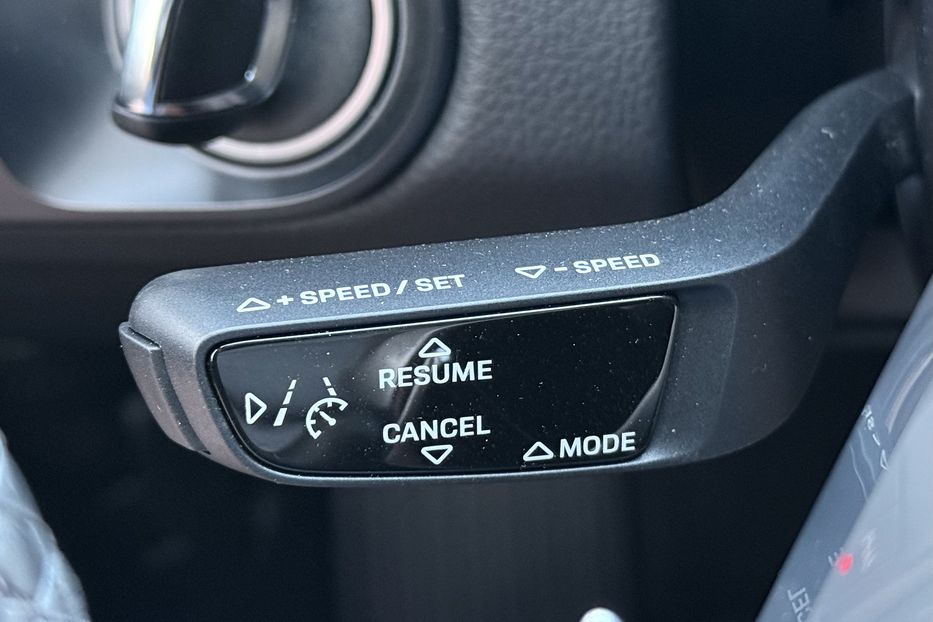 + SPEED / SET
- SPEED
RESUME
CANCEL
MODE